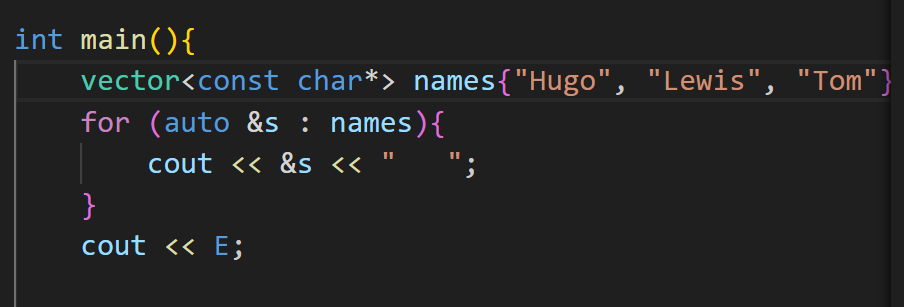 int main(){
vector<const char*> names{"Hugo", "Lewis", "Tom"}
for (auto &s : names){
cout << &s << "   ";
}
cout << E;